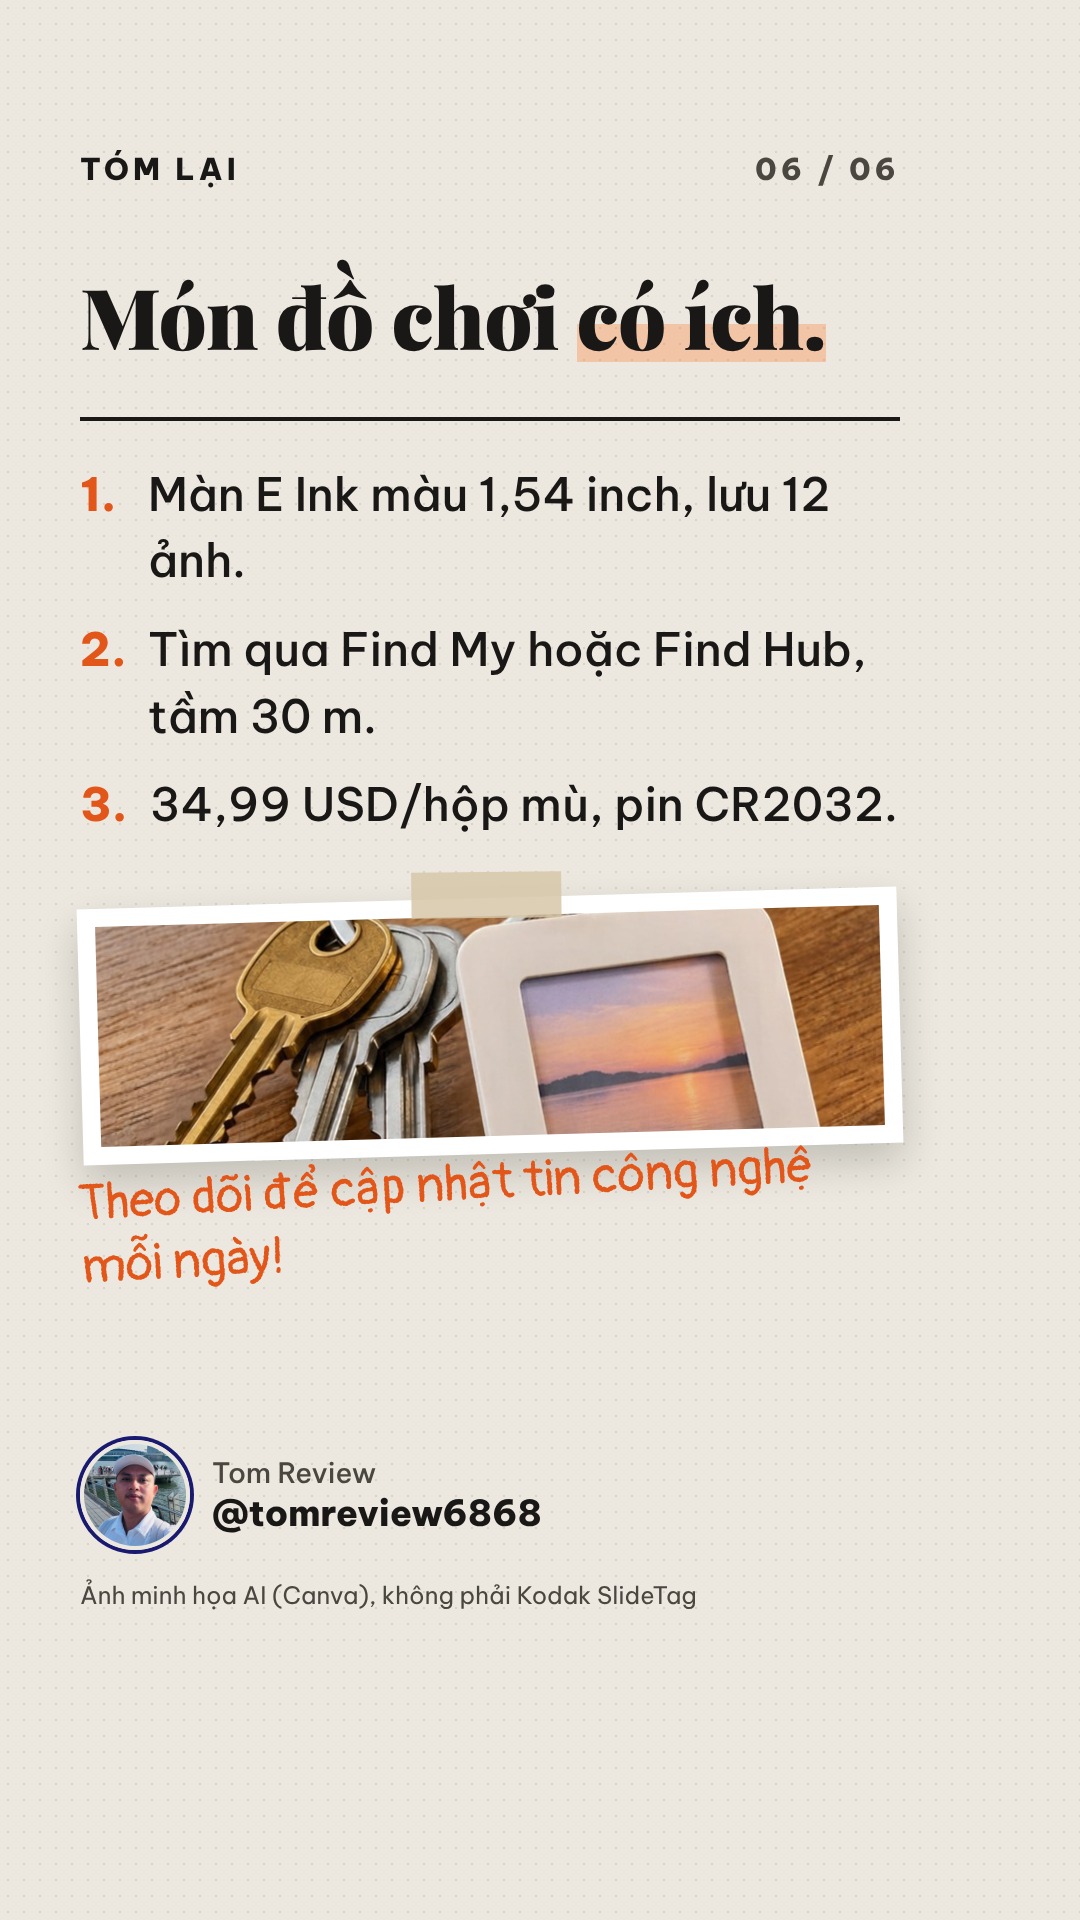 TÓM LẠI
06 / 06
Món đồ chơi có ích.
1. Màn E Ink màu 1,54 inch, lưu 12
ảnh.
2. Tìm qua Find My hoặc Find Hub,
tầm 30 m.
3. 34,99 USD/hộp mù, pin CR2032.
Theo dõi để cập nhật tin công nghệ
mỗi ngày!
Tom Review
@tomreview6868
Ảnh minh họa AI (Canva), không phải Kodak SlideTag